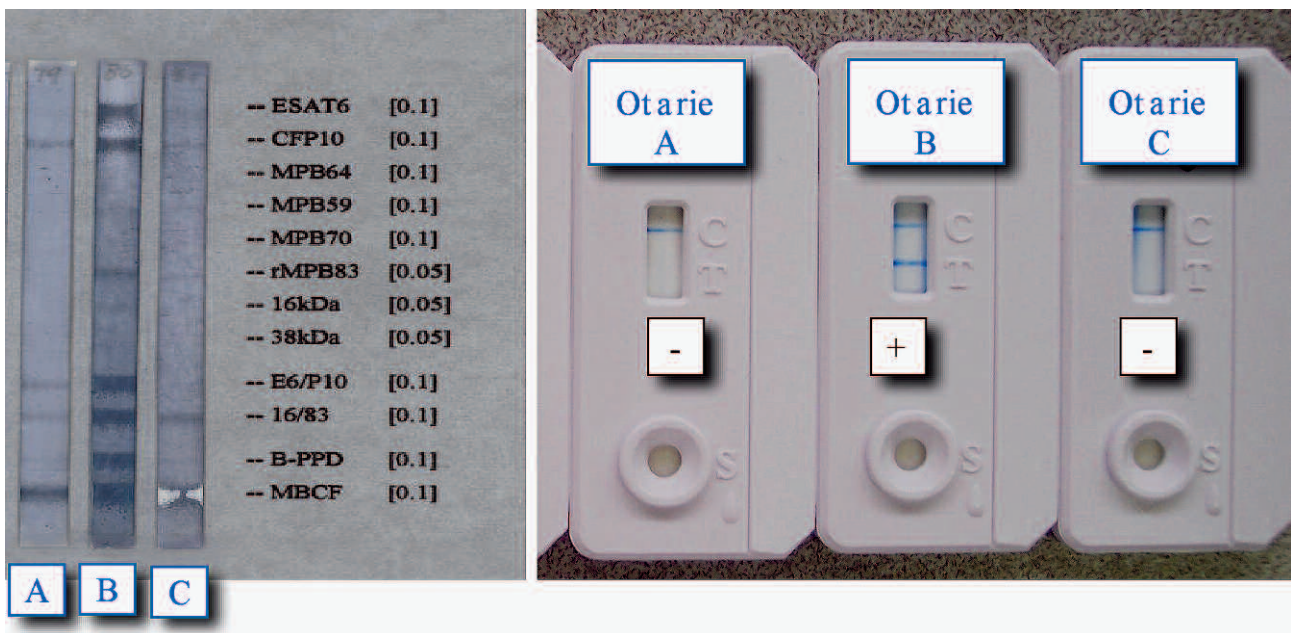 -- ESAT6 [0.1]
-- CFP10 [0.1]
-- MPB64 [0.1]
-- MPB59 [0.1]
-- MPB70 [0.1]
-- rMPB83 [0.05]
-- 16kDa [0.05]
-- 38kDa [0.05]
-- E6/P10 [0.1]
-- 16/83 [0.1]
-- B-PPD [0.1]
-- MBCF [0.1]
A B C
Otarie
A
C
T
-
S
Otarie
B
C
T
+
S
Otarie
C
C
T
-
S